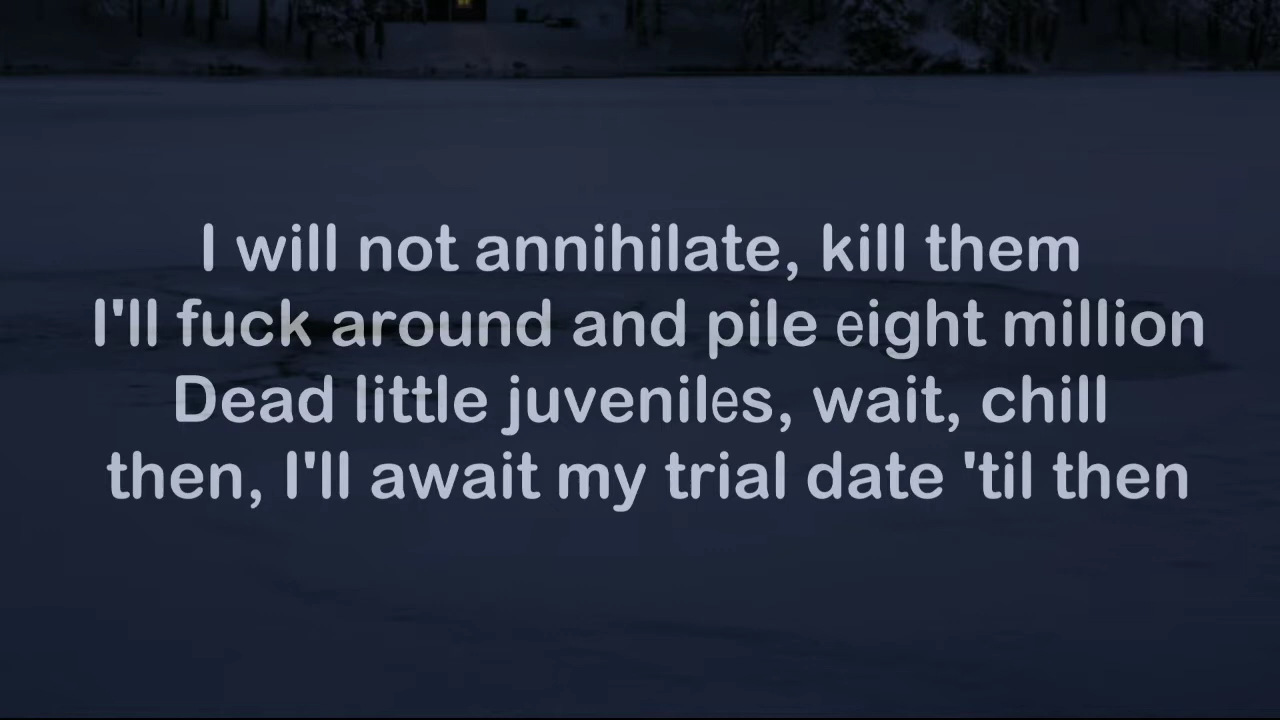 I will not annihilate, kill them
I'll fuck around and pile eight million
Dead little juveniles, wait, chill
then, I'll await my trial date 'til then